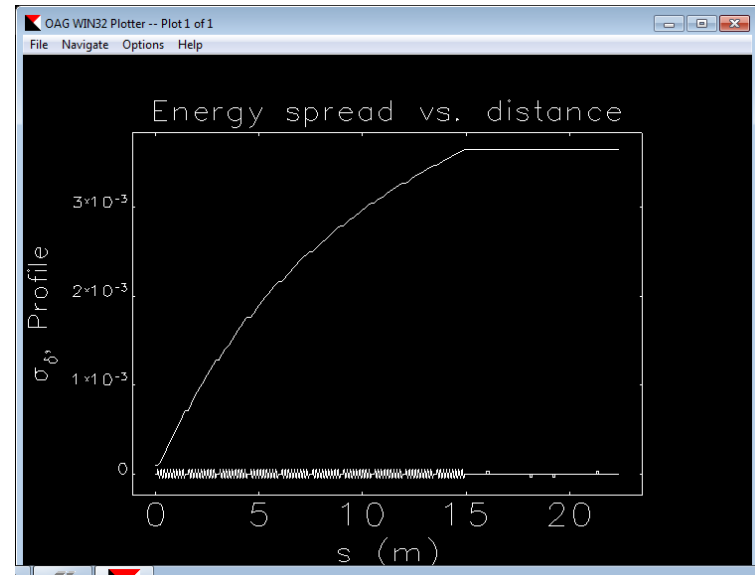 OAG WIN32 Plotter -- Plot 1 of 1
File Navigate Options Help
Energy spread vs. distance
3×10⁻³
2×10⁻³
1×10⁻³
0
σ_δ, Profile
0 5 10 15 20
s (m)